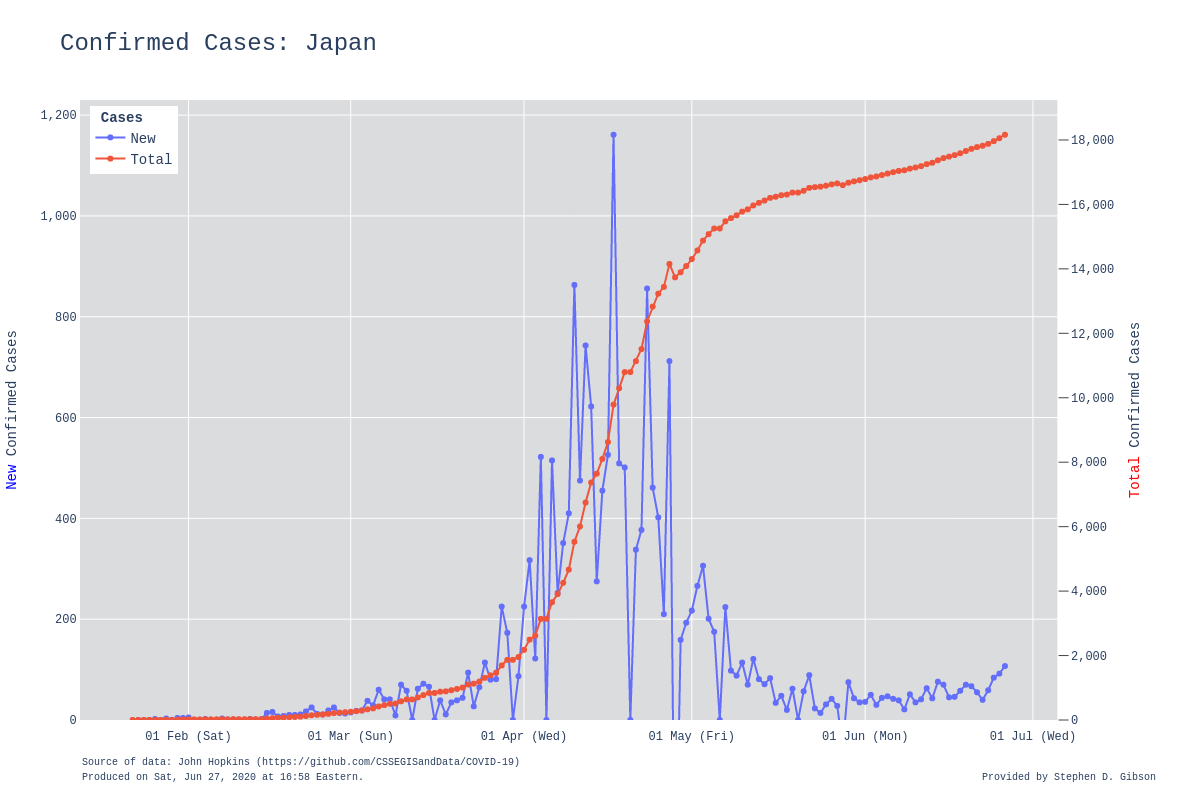 Confirmed Cases: Japan
Cases
New
Total
1,200
1,000
800
600
400
200
0
18,000
16,000
14,000
12,000
10,000
8,000
6,000
4,000
2,000
0
New Confirmed Cases
Total Confirmed Cases
01 Feb (Sat)
01 Mar (Sun)
01 Apr (Wed)
01 May (Fri)
01 Jun (Mon)
01 Jul (Wed)
Source of data: John Hopkins (https://github.com/CSSEGISandData/COVID-19)
Produced on Sat, Jun 27, 2020 at 16:58 Eastern.
Provided by Stephen D. Gibson